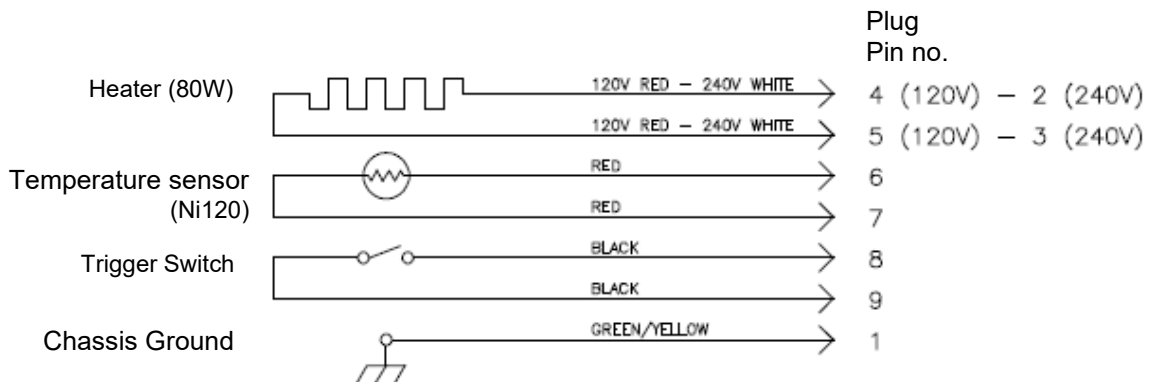 Plug
Pin no.
Heater (80W)
120V RED – 240V WHITE
4 (120V) – 2 (240V)
120V RED – 240V WHITE
5 (120V) – 3 (240V)
Temperature sensor
(Ni120)
RED
6
RED
7
Trigger Switch
BLACK
8
BLACK
9
Chassis Ground
GREEN/YELLOW
1